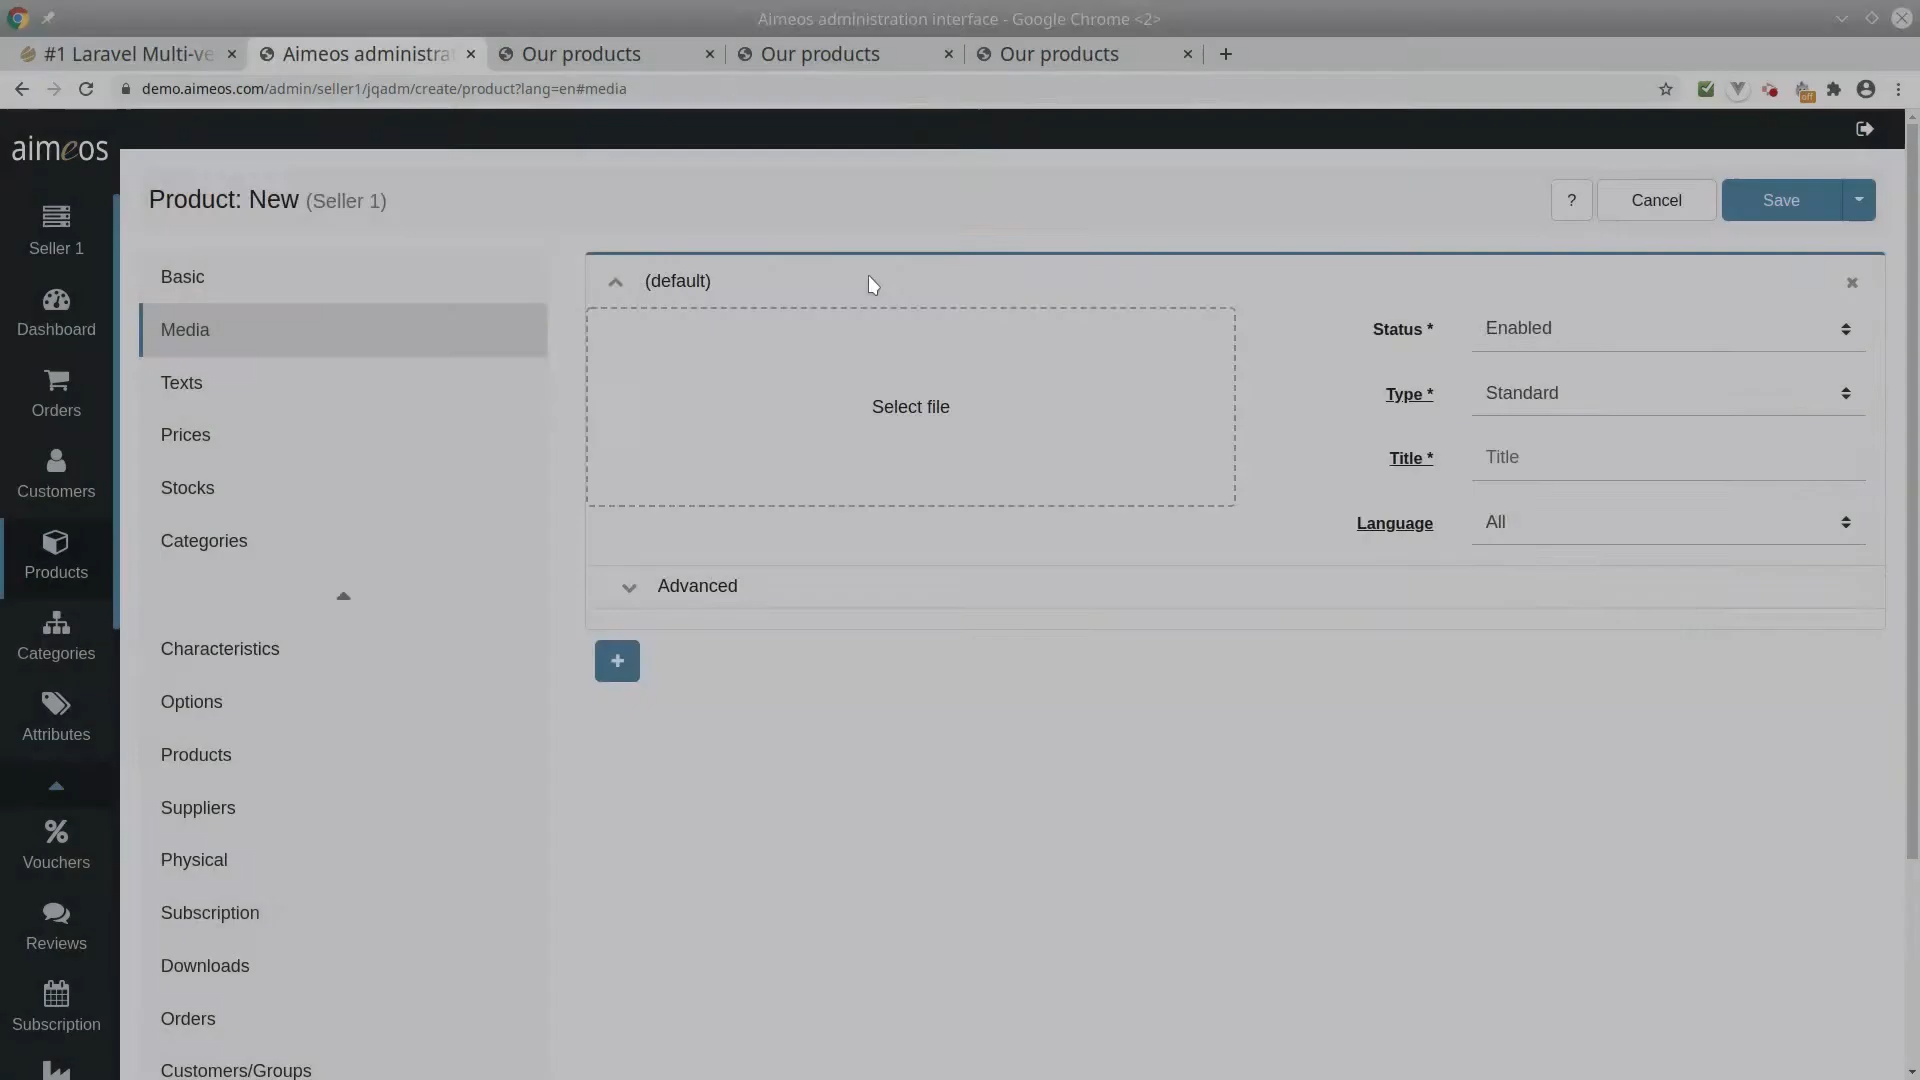 Aimeos administration interface - Google Chrome <2>
#1 Laravel Multi-ve
Aimeos administra
Our products
Our products
Our products
demo.aimeos.com/admin/seller1/jqadm/create/product?lang=en#media
off
aimeos
Product: New (Seller 1)
?
Cancel
Save
Seller 1
Dashboard
Orders
Customers
Products
Categories
Attributes
Vouchers
Reviews
Subscription
Basic
Media
Texts
Prices
Stocks
Categories
Characteristics
Options
Products
Suppliers
Physical
Subscription
Downloads
Orders
Customers/Groups
(default)
Select file
Status * Enabled
Type * Standard
Title * Title
Language All
Advanced
+